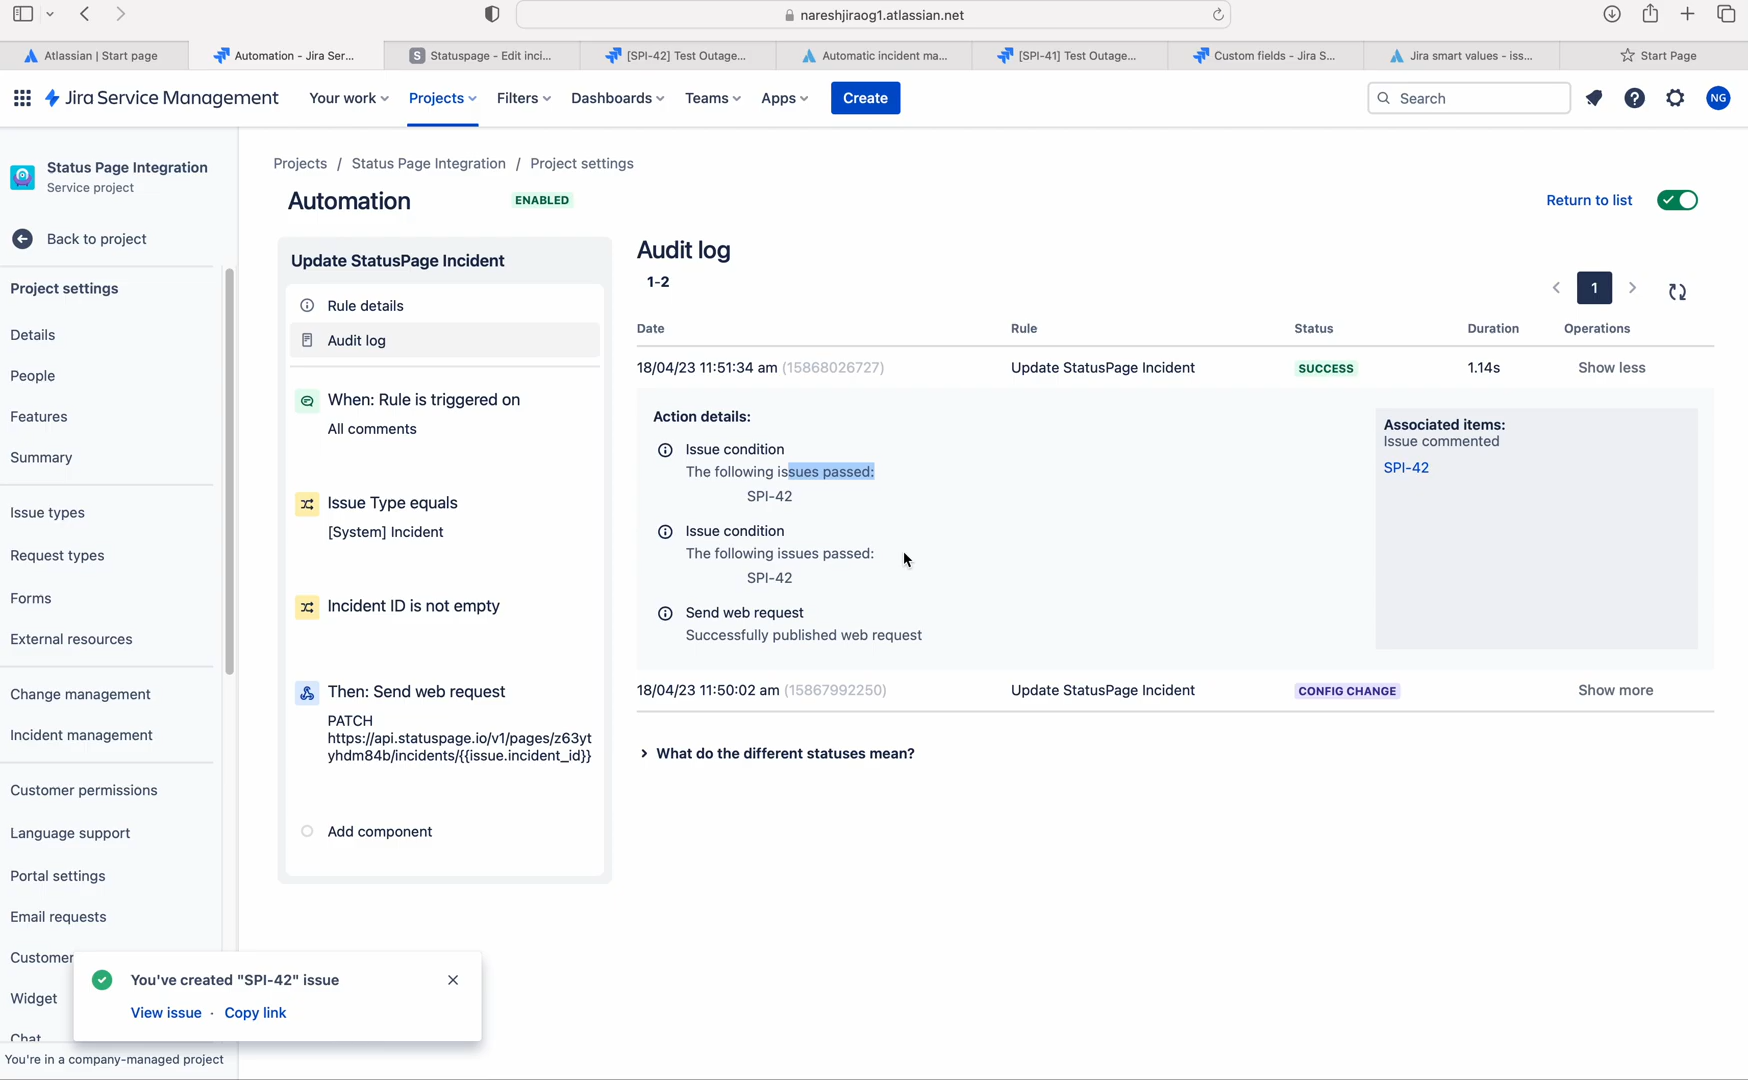 nareshjiraog1.atlassian.net
Atlassian | Start page
Automation - Jira Ser...
S Statuspage - Edit inci...
[SPI-42] Test Outage...
Automatic incident ma...
[SPI-41] Test Outage...
Custom fields - Jira S...
Jira smart values - iss...
Start Page
Jira Service Management
Your work
Projects
Filters
Dashboards
Teams
Apps
Create
Search
NG
Status Page Integration
Service project
Back to project
Project settings
Details
People
Features
Summary
Issue types
Request types
Forms
External resources
Change management
Incident management
Customer permissions
Language support
Portal settings
Email requests
Customer
Widget
Chat
You're in a company-managed project
Projects / Status Page Integration / Project settings
Automation
ENABLED
Return to list
Update StatusPage Incident
Rule details
Audit log
When: Rule is triggered on
All comments
Issue Type equals
[System] Incident
Incident ID is not empty
Then: Send web request
PATCH
https://api.statuspage.io/v1/pages/z63yt
yhdm84b/incidents/{{issue.incident_id}}
Add component
Audit log
1-2
1
Date Rule Status Duration Operations
18/04/23 11:51:34 am (15868026727) Update StatusPage Incident SUCCESS 1.14s Show less
Action details:
Issue condition
The following issues passed:
SPI-42
Issue condition
The following issues passed:
SPI-42
Send web request
Successfully published web request
Associated items:
Issue commented
SPI-42
18/04/23 11:50:02 am (15867992250) Update StatusPage Incident CONFIG CHANGE Show more
What do the different statuses mean?
You've created "SPI-42" issue
View issue · Copy link